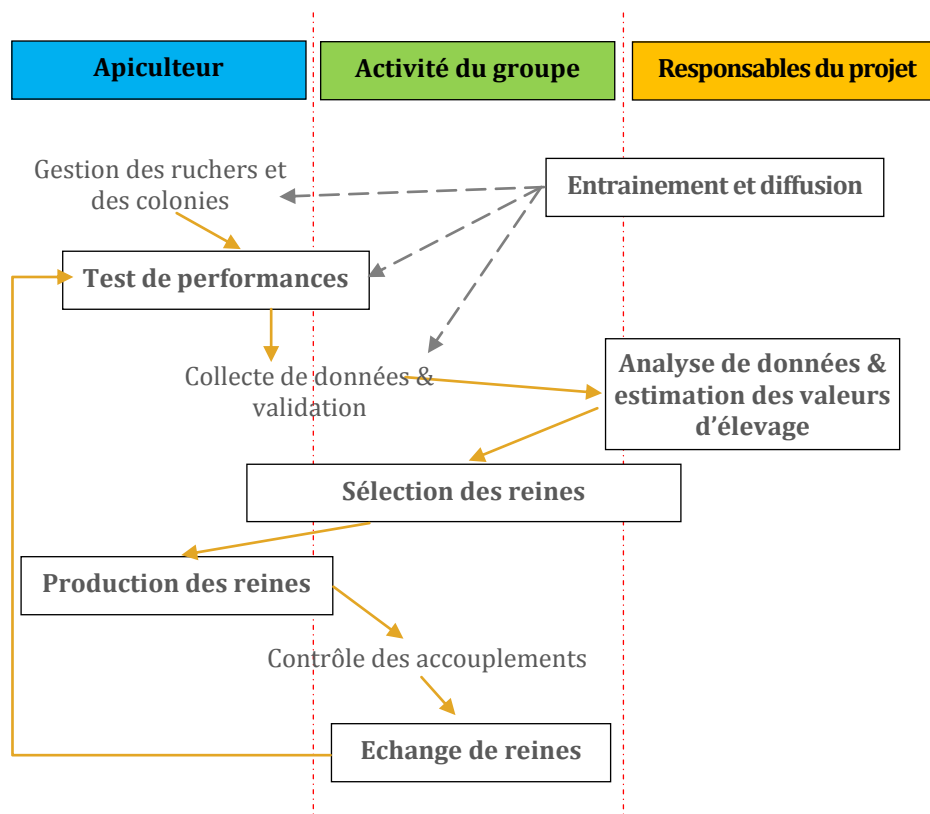 Apiculteur
Activité du groupe
Responsables du projet
Gestion des ruchers et
des colonies
Entrainement et diffusion
Test de performances
Collecte de données &
validation
Analyse de données &
estimation des valeurs
d'élevage
Sélection des reines
Production des reines
Contrôle des accouplements
Echange de reines